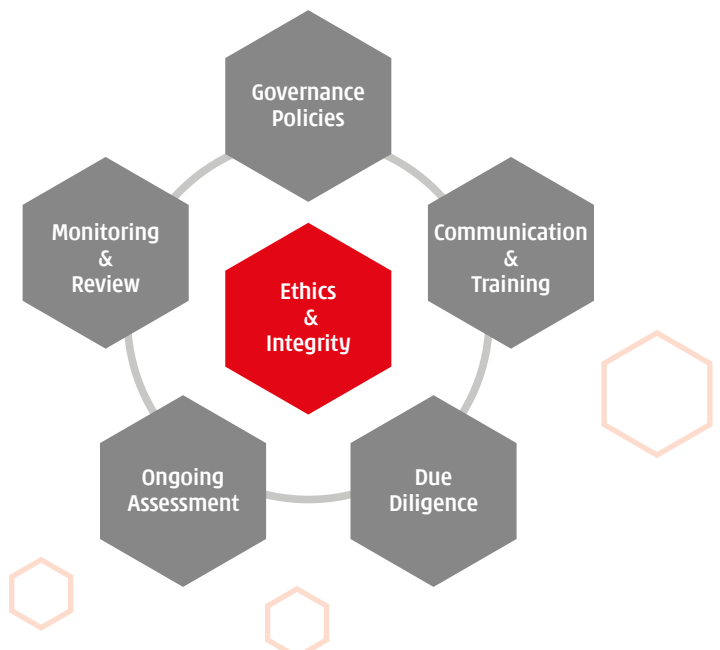 Governance
Policies
Monitoring
&
Review
Communication
&
Training
Ethics
&
Integrity
Ongoing
Assessment
Due
Diligence